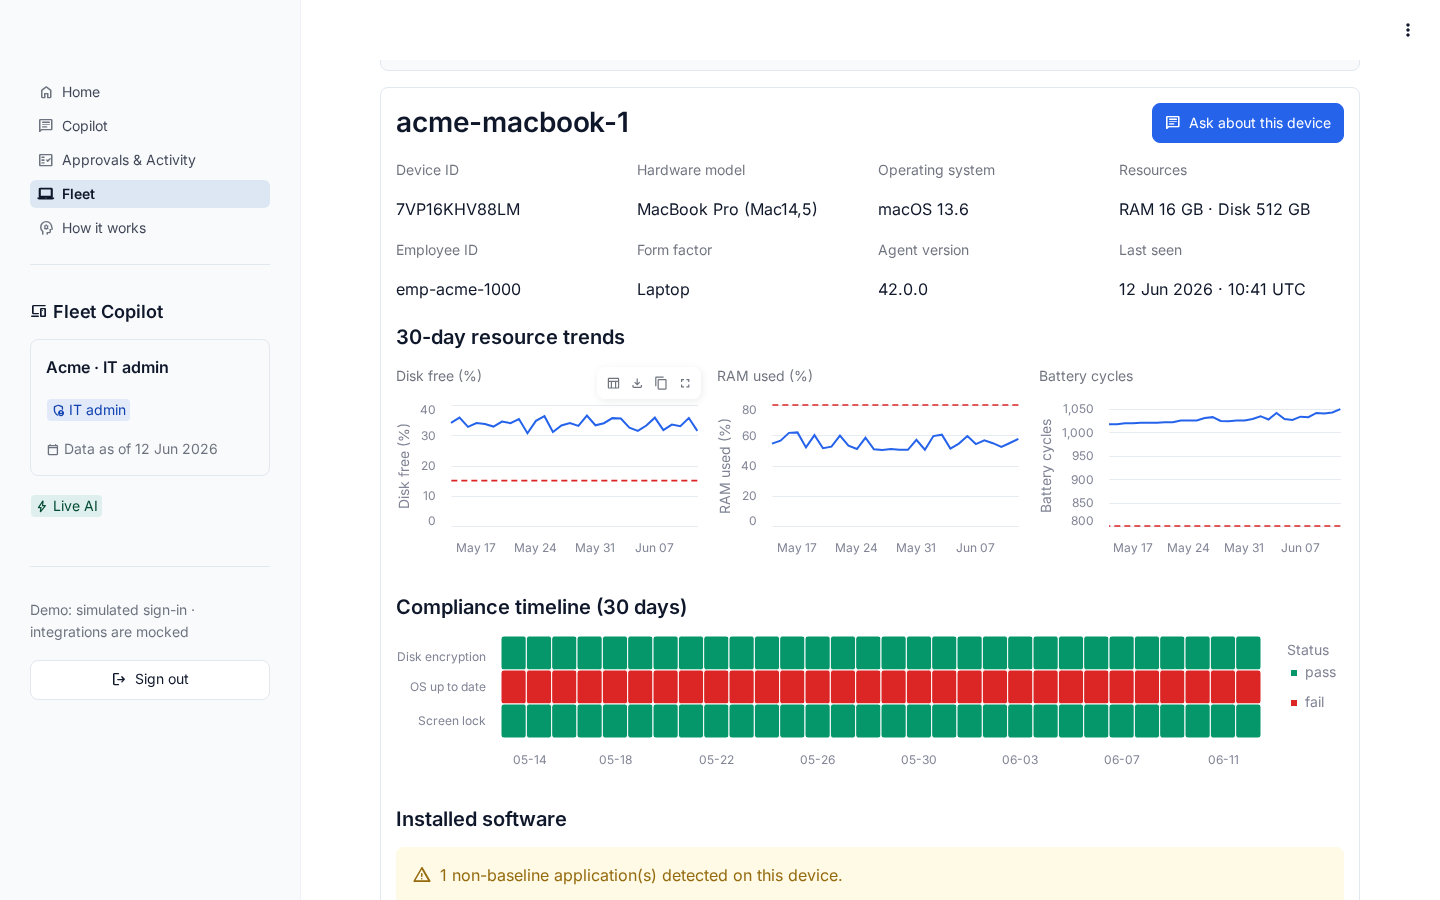 Home
Copilot
Approvals & Activity
Fleet
How it works
Fleet Copilot
Acme · IT admin
IT admin
Data as of 12 Jun 2026
Live AI
Demo: simulated sign-in ·
integrations are mocked
Sign out
acme-macbook-1
Ask about this device
Device ID
Hardware model
Operating system
Resources
7VP16KHV88LM
MacBook Pro (Mac14,5)
macOS 13.6
RAM 16 GB · Disk 512 GB
Employee ID
Form factor
Agent version
Last seen
emp-acme-1000
Laptop
42.0.0
12 Jun 2026 · 10:41 UTC
30-day resource trends
Disk free (%)
Disk free (%)
40
30
20
10
0
May 17
May 24
May 31
Jun 07
RAM used (%)
RAM used (%)
80
60
40
20
0
May 17
May 24
May 31
Jun 07
Battery cycles
Battery cycles
1,050
1,000
950
900
850
800
May 17
May 24
May 31
Jun 07
Compliance timeline (30 days)
Disk encryption
OS up to date
Screen lock
05-14
05-18
05-22
05-26
05-30
06-03
06-07
06-11
Status
pass
fail
Installed software
1 non-baseline application(s) detected on this device.